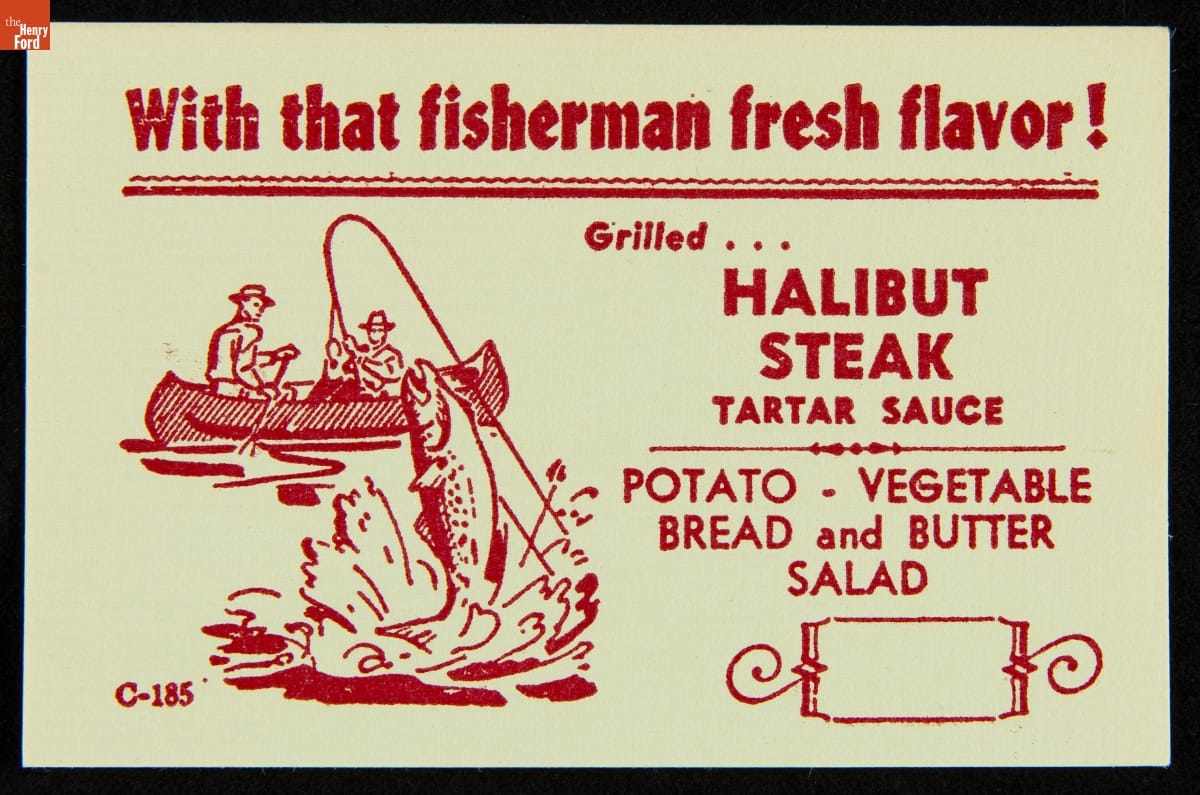 the
Henry
Ford
With that fisherman fresh flavor!
Grilled . . .
HALIBUT
STEAK
TARTAR SAUCE
POTATO - VEGETABLE
BREAD and BUTTER
SALAD
C-185